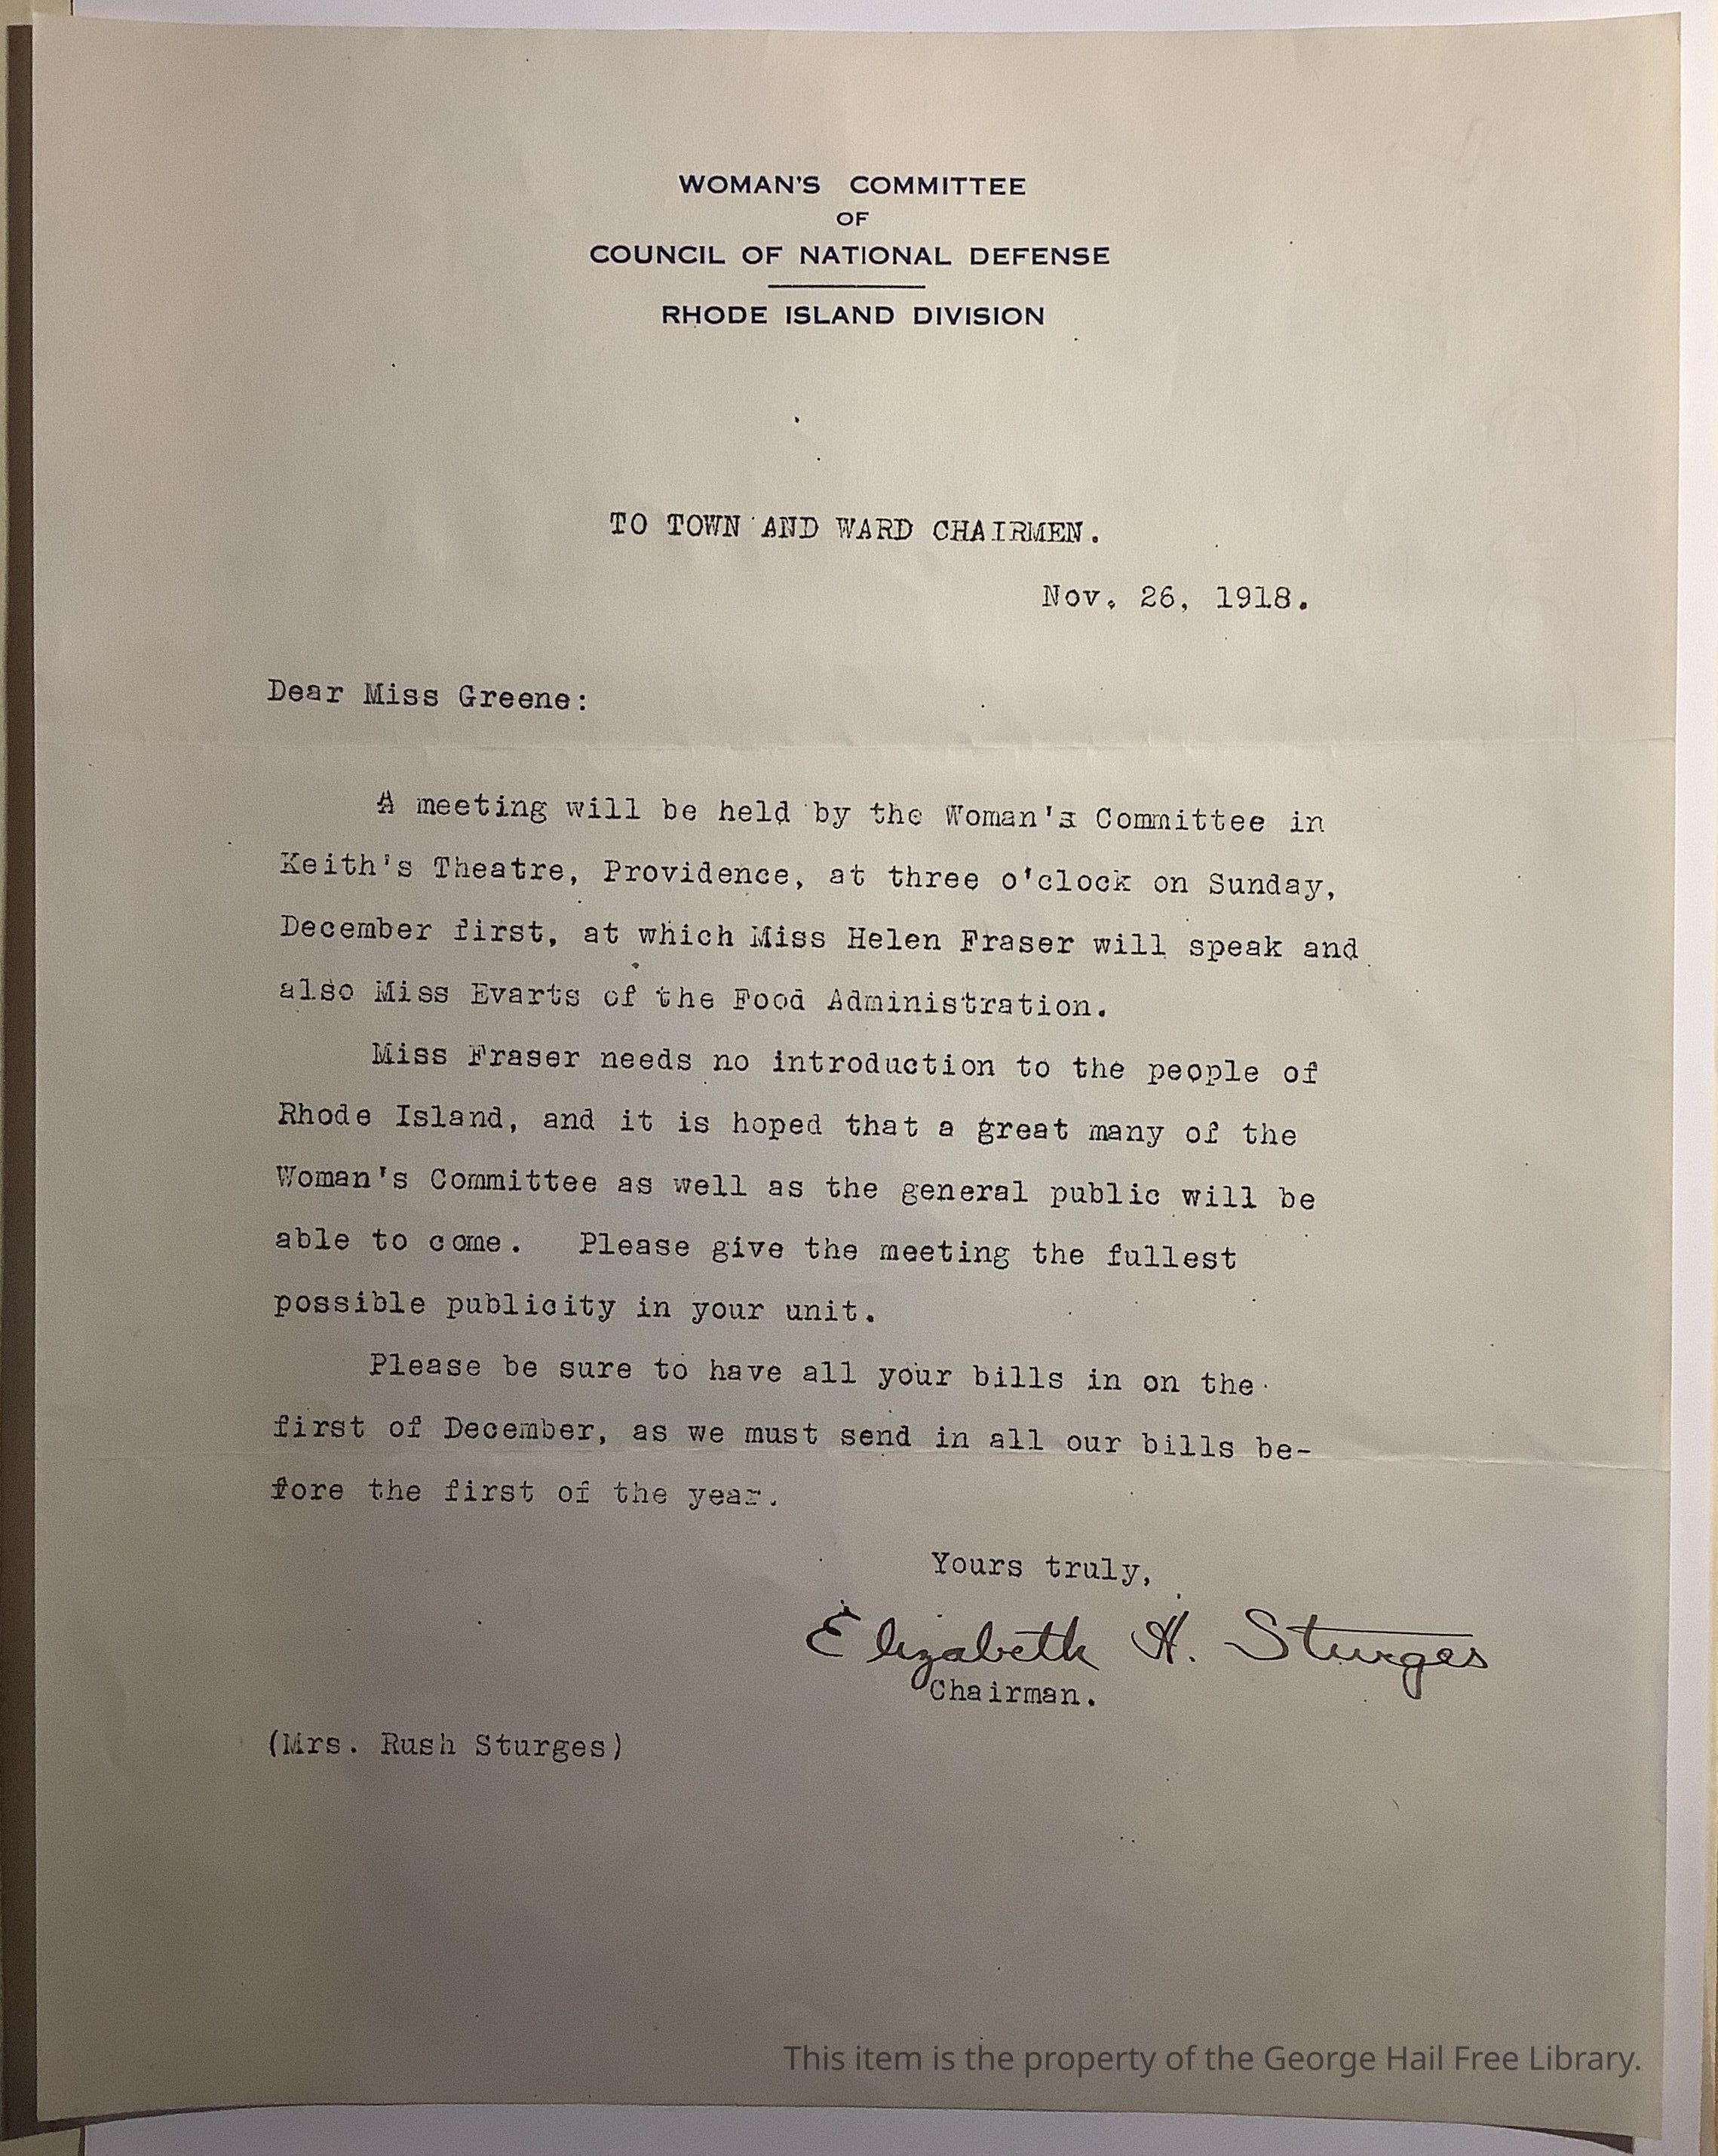 WOMAN'S COMMITTEE
OF
COUNCIL OF NATIONAL DEFENSE
RHODE ISLAND DIVISION
TO TOWN AND WARD CHAIRMEN.
Nov. 26, 1918.
Dear Miss Greene:
A meeting will be held by the Woman's Committee in
Keith's Theatre, Providence, at three o'clock on Sunday,
December first, at which Miss Helen Fraser will speak and
also Miss Evarts of the Food Administration.
Miss Fraser needs no introduction to the people of
Rhode Island, and it is hoped that a great many of the
Woman's Committee as well as the general public will be
able to come. Please give the meeting the fullest
possible publicity in your unit.
Please be sure to have all your bills in on the
first of December, as we must send in all our bills be-
fore the first of the year.
Yours truly,
Elizabeth H. Sturges
Chairman.
(Mrs. Rush Sturges)
This item is the property of the George Hail Free Library.